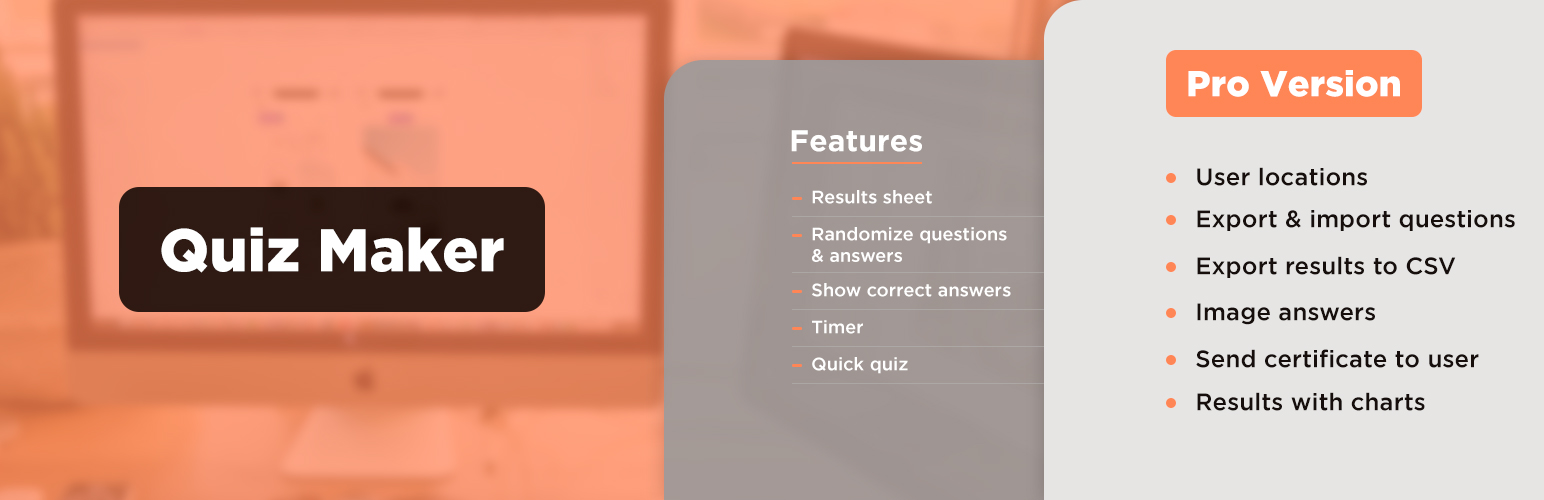 Quiz Maker
Features
Results sheet
Randomize questions
& answers
Show correct answers
Timer
Quick quiz
Pro Version
User locations
Export & import questions
Export results to CSV
Image answers
Send certificate to user
Results with charts